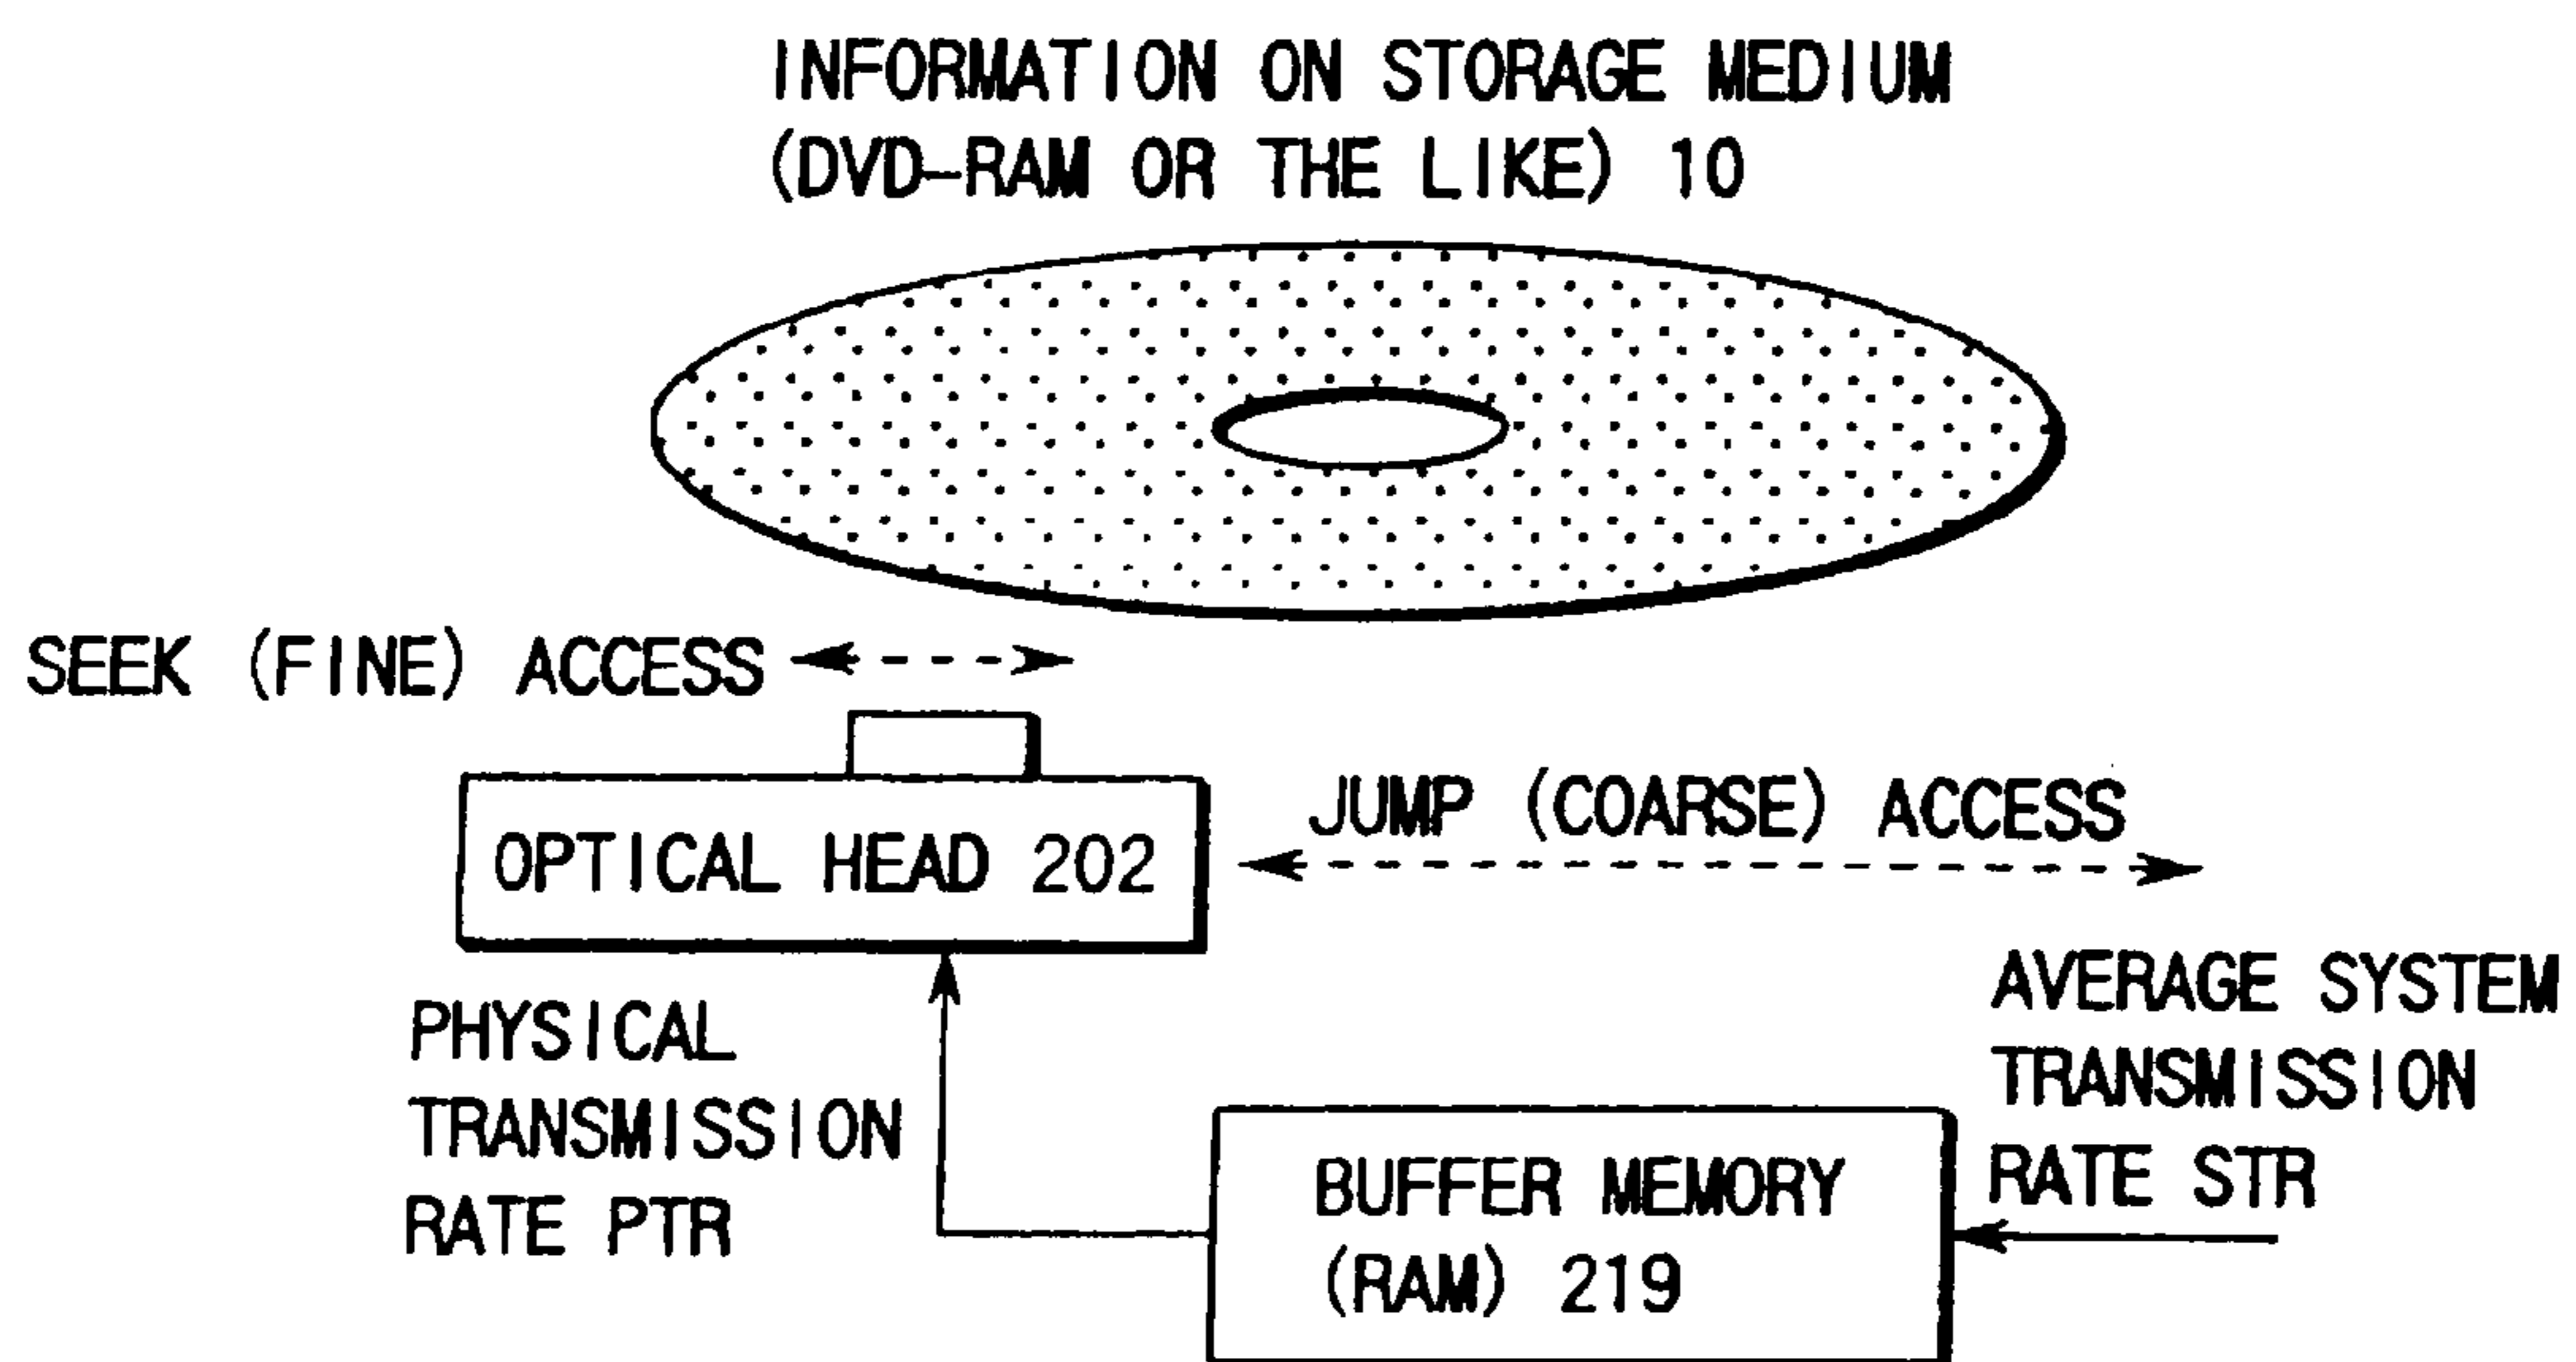 INFORMATION ON STORAGE MEDIUM
(DVD-RAM OR THE LIKE) 10
SEEK (FINE) ACCESS
OPTICAL HEAD 202
JUMP (COARSE) ACCESS
PHYSICAL
TRANSMISSION
RATE PTR
AVERAGE SYSTEM
TRANSMISSION
RATE STR
BUFFER MEMORY
(RAM) 219